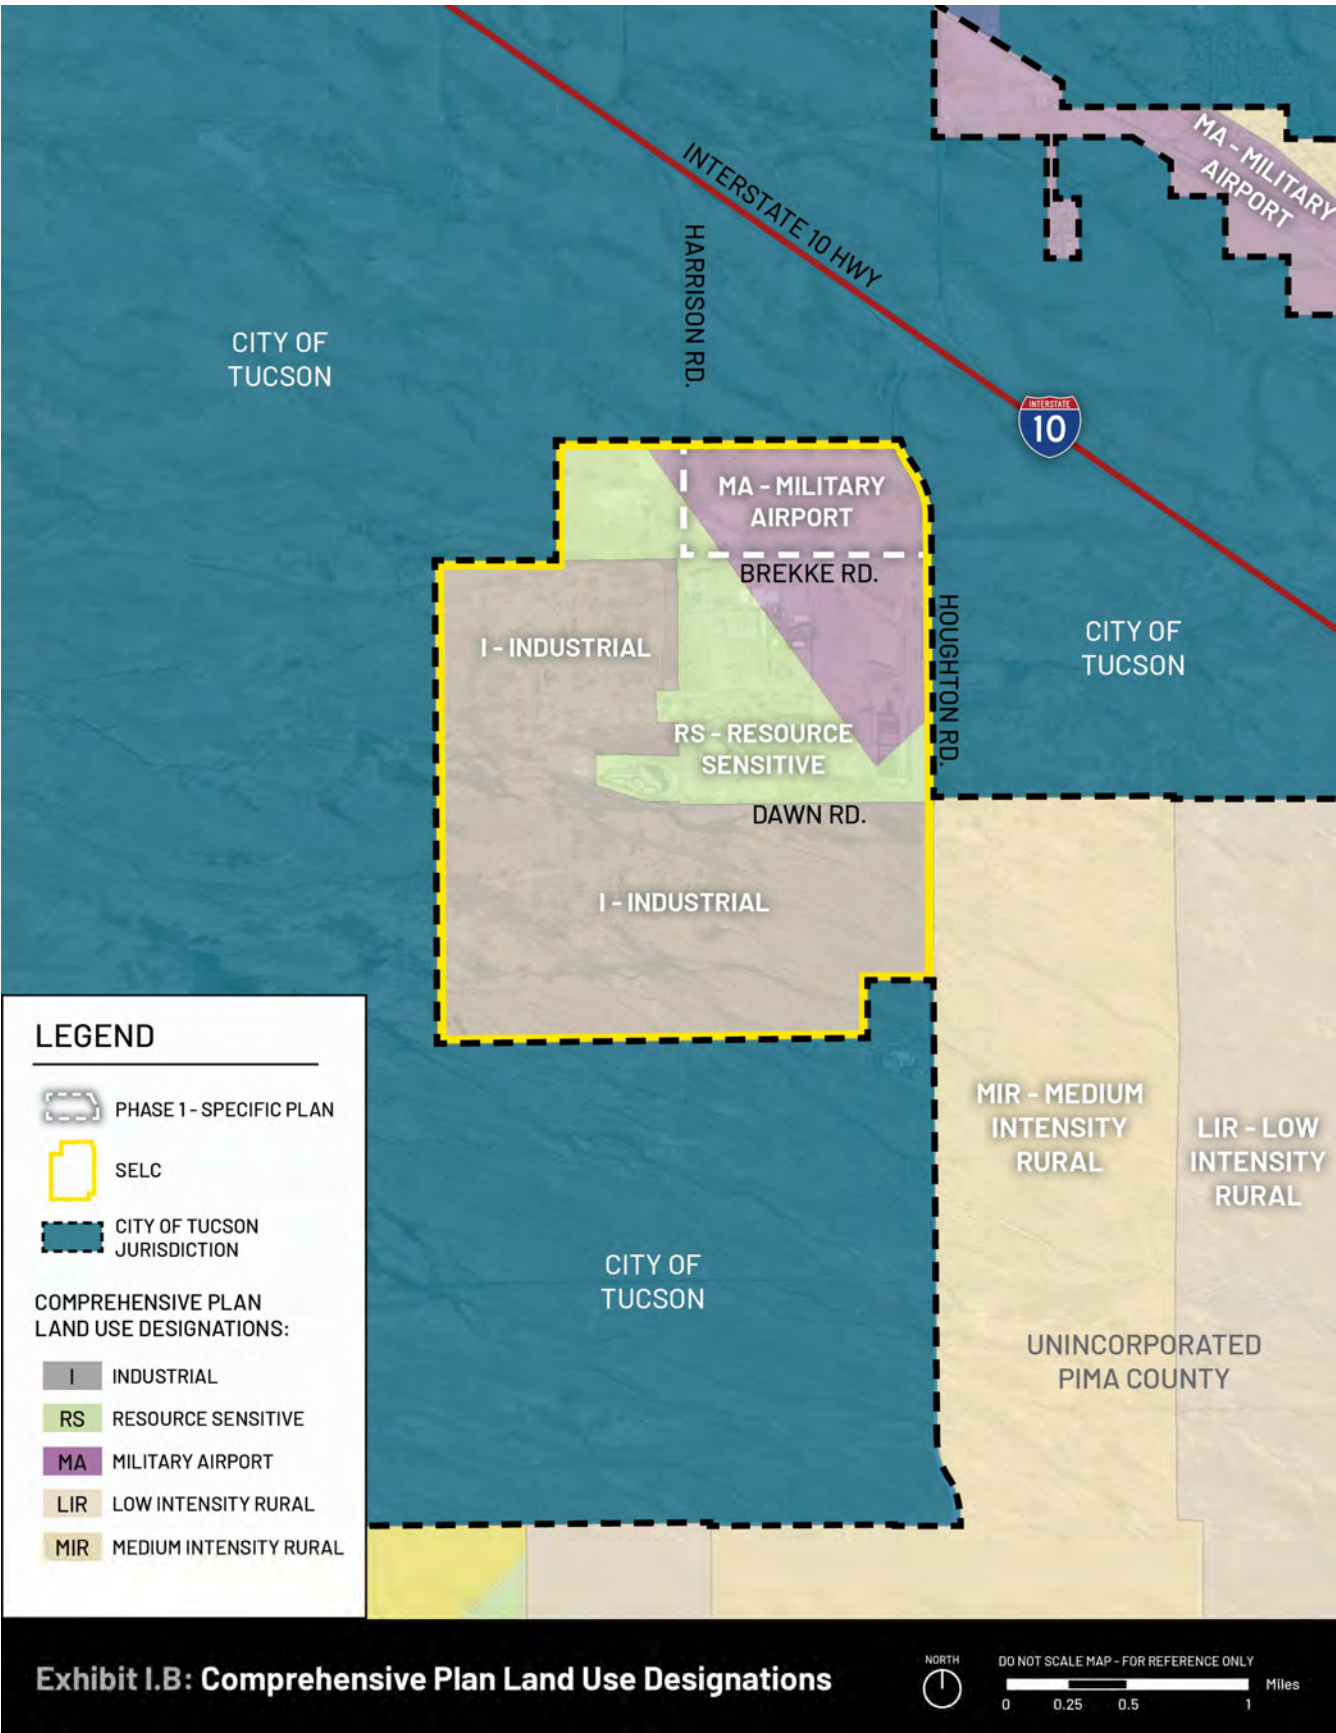 MA - MILITARY
AIRPORT
INTERSTATE 10 HWY
HARRISON RD.
CITY OF
TUCSON
INTERSTATE
10
MA - MILITARY
AIRPORT
BREKKE RD.
HOUGHTON RD.
I - INDUSTRIAL
CITY OF
TUCSON
RS - RESOURCE
SENSITIVE
DAWN RD.
I - INDUSTRIAL
MIR - MEDIUM
INTENSITY
RURAL
LIR - LOW
INTENSITY
RURAL
CITY OF
TUCSON
UNINCORPORATED
PIMA COUNTY
LEGEND
PHASE 1 - SPECIFIC PLAN
SELC
CITY OF TUCSON
JURISDICTION
COMPREHENSIVE PLAN
LAND USE DESIGNATIONS:
I INDUSTRIAL
RS RESOURCE SENSITIVE
MA MILITARY AIRPORT
LIR LOW INTENSITY RURAL
MIR MEDIUM INTENSITY RURAL
Exhibit I.B: Comprehensive Plan Land Use Designations
NORTH
DO NOT SCALE MAP - FOR REFERENCE ONLY
Miles
0 0.25 0.5 1